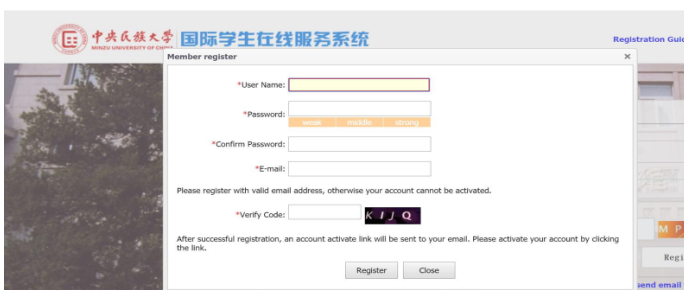 中央民族大学 国际学生在线服务系统
MINZU UNIVERSITY OF CHINA
Registration Guide
Member register ×
*User Name:
*Password:
weak middle strong
*Confirm Password:
*E-mail:
Please register with valid email address, otherwise your account cannot be activated.
*Verify Code: K I J Q
M P
After successful registration, an account activate link will be sent to your email. Please activate your account by clicking
the link.
Regi
Register Close
send email